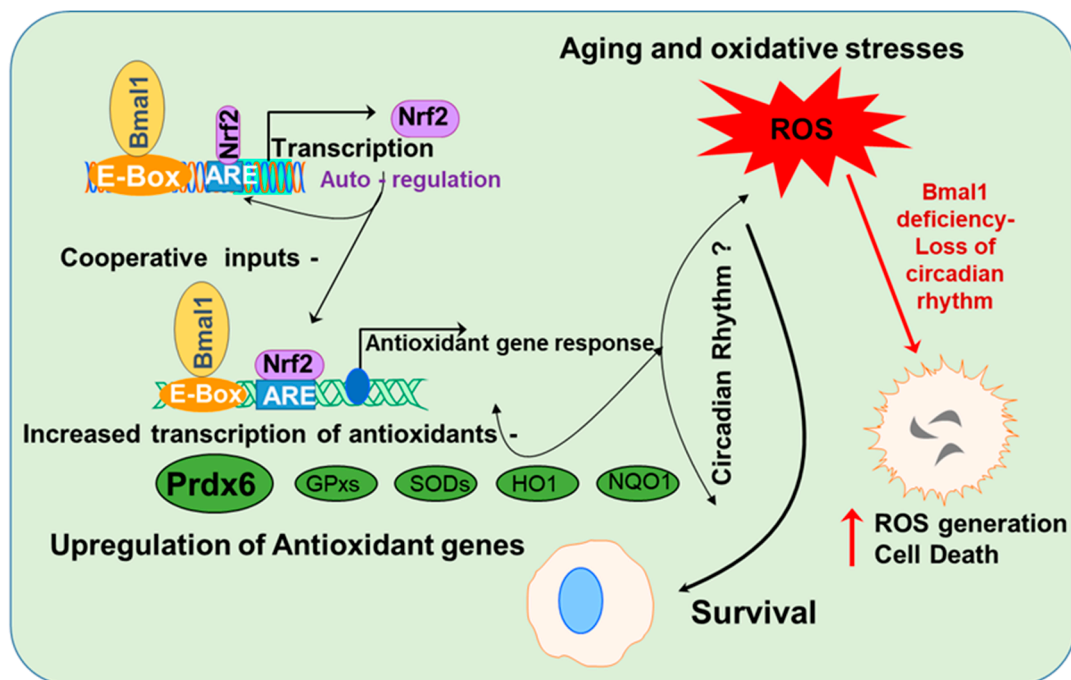 Aging and oxidative stresses
Bmal1
Nrf2
Nrf2
ROS
E-Box
ARE
Transcription
Auto - regulation
Bmal1
deficiency-
Loss of
circadian
rhythm
Cooperative inputs -
Bmal1
Nrf2
Antioxidant gene response
Circadian Rhythm ?
E-Box
ARE
Increased transcription of antioxidants -
Prdx6
GPxs
SODs
HO1
NQO1
ROS generation
Cell Death
Upregulation of Antioxidant genes
Survival